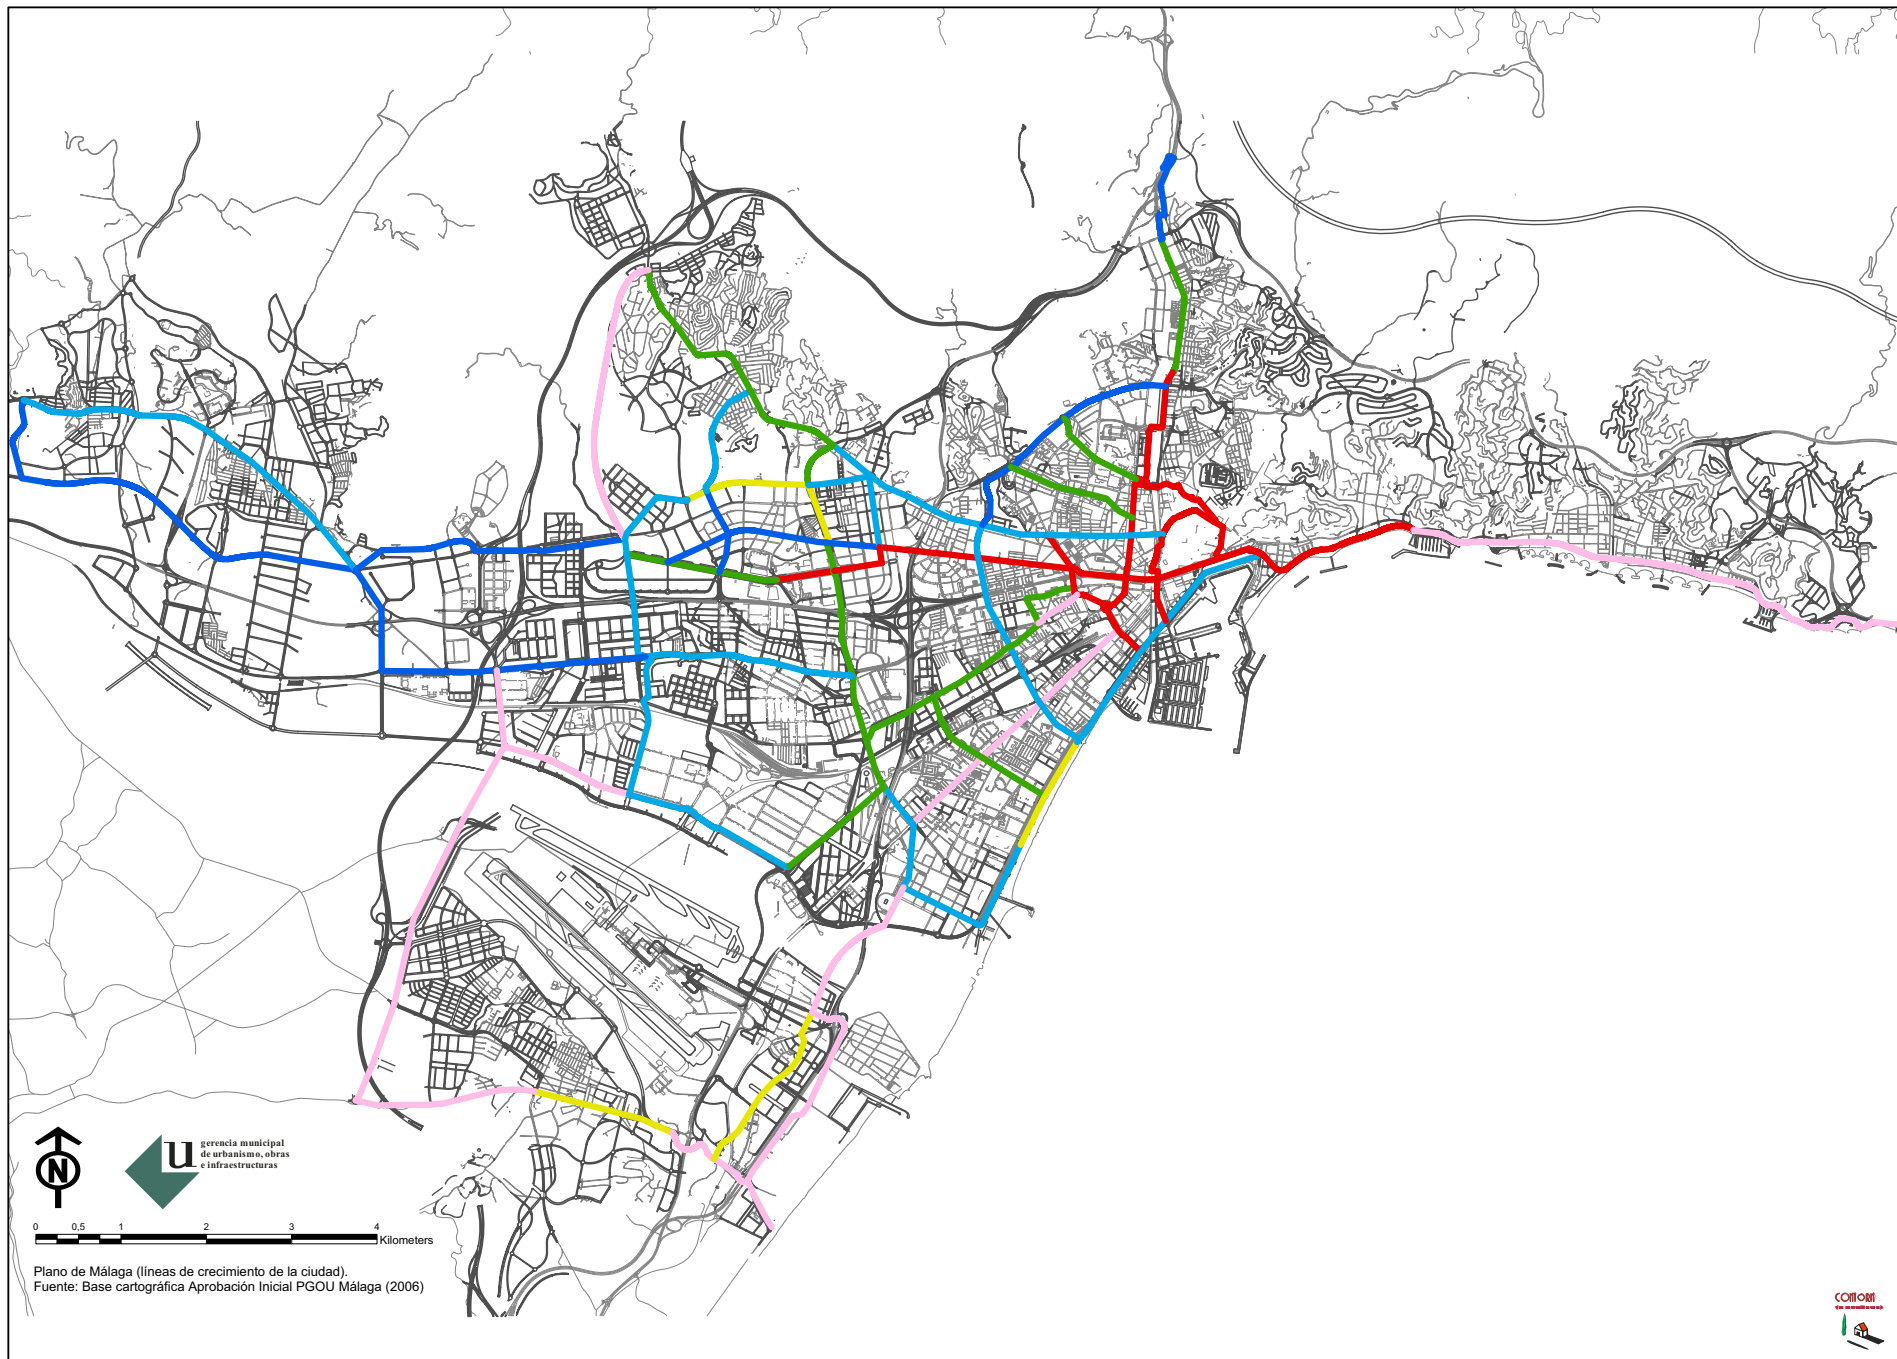 N
u
gerencia municipal
de urbanismo, obras
e infraestructuras
0 0,5 1 2 3 4
Kilometers
Plano de Málaga (líneas de crecimiento de la ciudad).
Fuente: Base cartográfica Aprobación Inicial PGOU Málaga (2006)